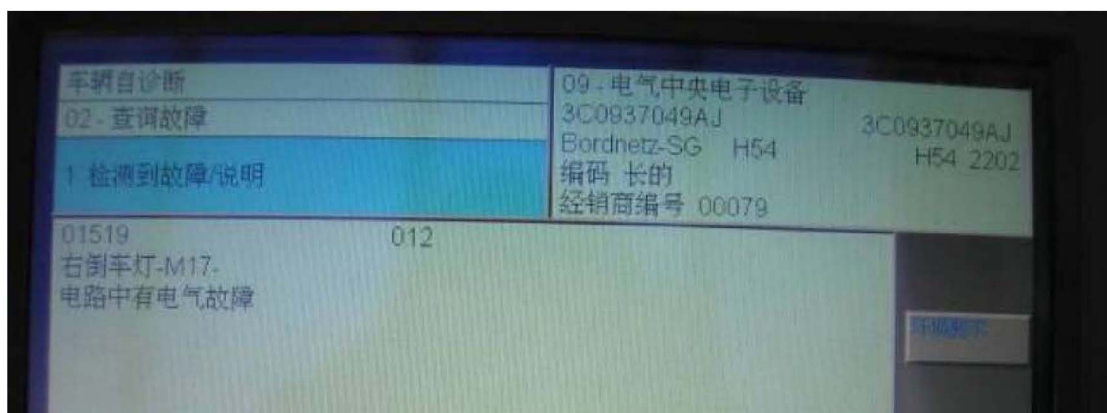 车辆自诊断
02 - 查询故障
1 检测到故障/说明
09 - 电气中央电子设备
3C0937049AJ 3C0937049AJ
Bordnetz-SG H54 H54 2202
编码 长的
经销商编号 00079
01519 012
右倒车灯-M17-
电路中有电气故障